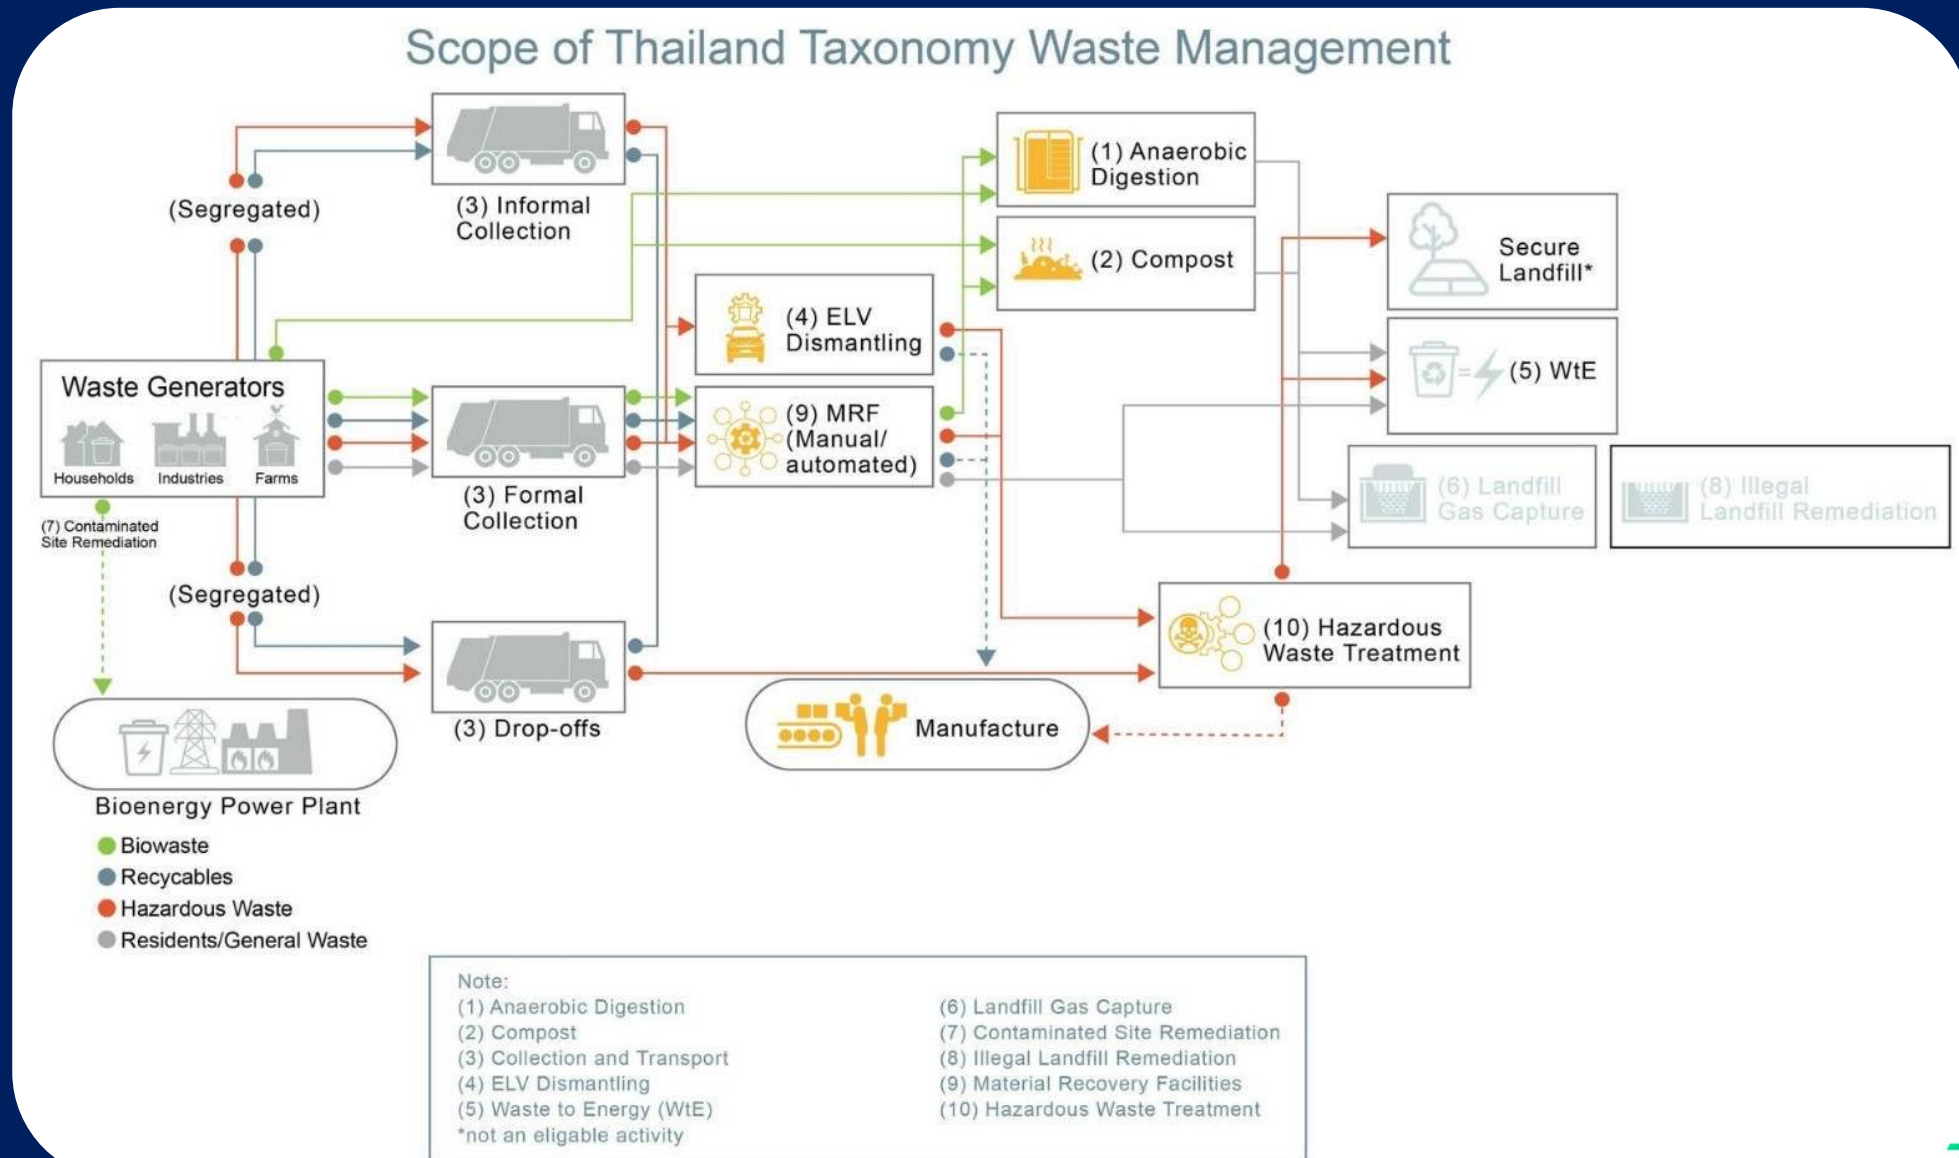 Scope of Thailand Taxonomy Waste Management
(Segregated)
(3) Informal
Collection
(1) Anaerobic
Digestion
(2) Compost
Secure
Landfill*
(4) ELV
Dismantling
(5) WtE
Waste Generators
Households
Industries
Farms
(3) Formal
Collection
(9) MRF
(Manual/
automated)
(6) Landfill
Gas Capture
(8) Illegal
Landfill Remediation
(7) Contaminated
Site Remediation
(Segregated)
(3) Drop-offs
(10) Hazardous
Waste Treatment
Manufacture
Bioenergy Power Plant
Biowaste
Recycables
Hazardous Waste
Residents/General Waste
Note:
(1) Anaerobic Digestion
(2) Compost
(3) Collection and Transport
(4) ELV Dismantling
(5) Waste to Energy (WtE)
*not an eligable activity
(6) Landfill Gas Capture
(7) Contaminated Site Remediation
(8) Illegal Landfill Remediation
(9) Material Recovery Facilities
(10) Hazardous Waste Treatment